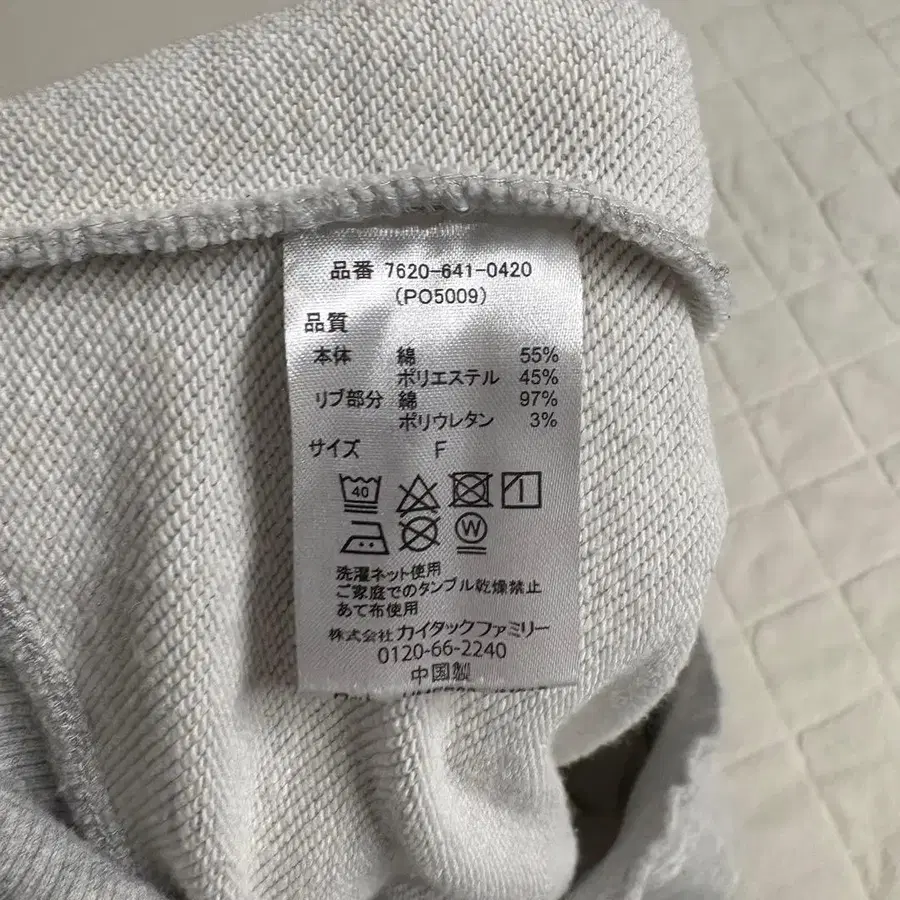 品番 7620-641-0420
(PO5009)
品質
本体 綿 55%
ポリエステル 45%
リブ部分 綿 97%
ポリウレタン 3%
サイズ F
40
W
洗濯ネット使用
ご家庭でのタンブル乾燥禁止
あて布使用
株式会社 カイタックファミリー
0120-66-2240
中国製